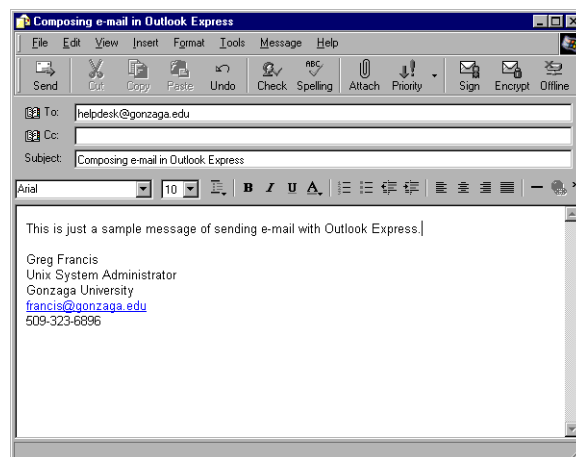 Composing e-mail in Outlook Express
File Edit View Insert Format Tools Message Help
Send Cut Copy Paste Undo Check Spelling Attach Priority Sign Encrypt Offline
To: helpdesk@gonzaga.edu
Cc:
Subject: Composing e-mail in Outlook Express
Arial 10 B I U A
This is just a sample message of sending e-mail with Outlook Express.
Greg Francis
Unix System Administrator
Gonzaga University
francis@gonzaga.edu
509-323-6896